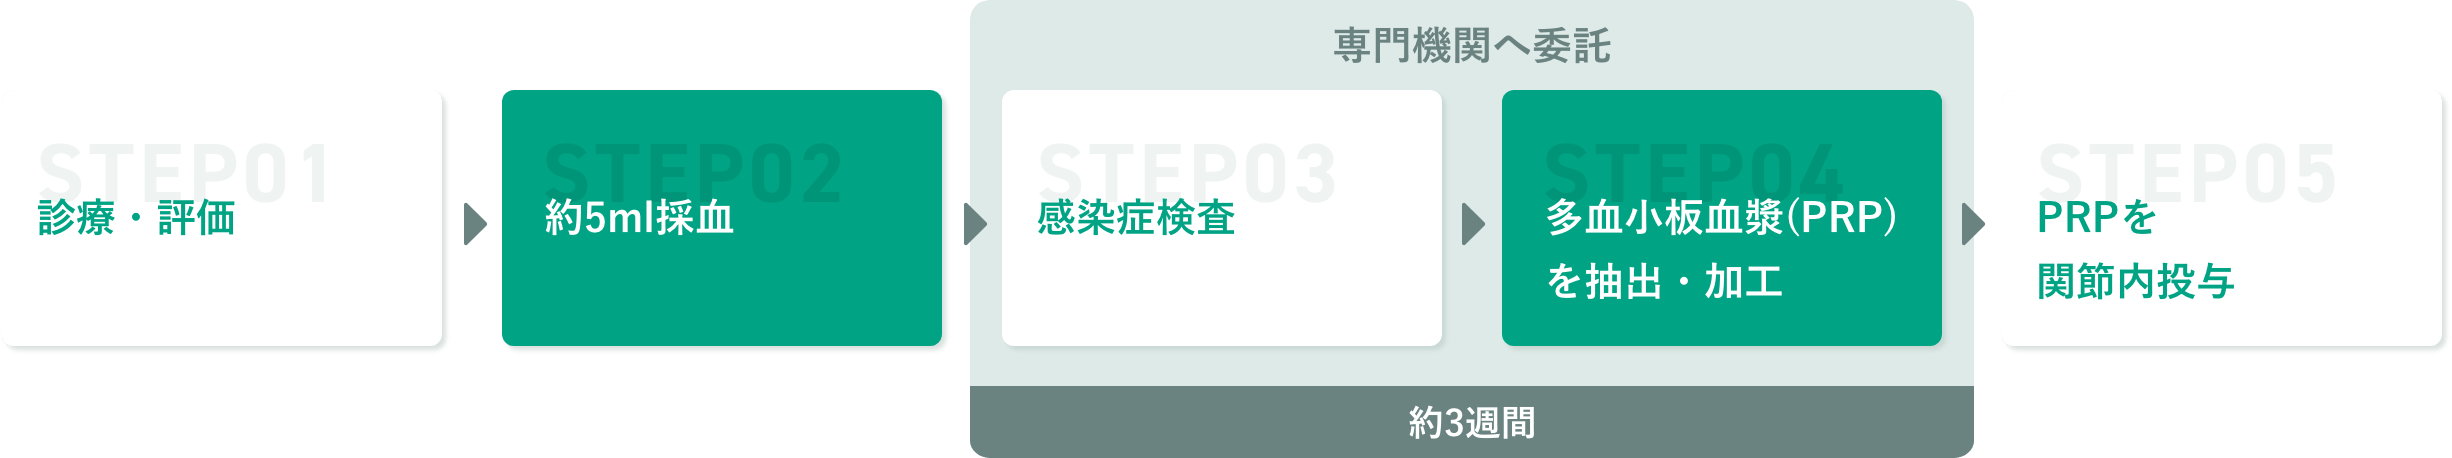 専門機関へ委託
STEP01
診療・評価
STEP02
約5ml採血
STEP03
感染症検査
STEP04
多血小板血漿(PRP)
を抽出・加工
STEP05
PRPを
関節内投与
約3週間